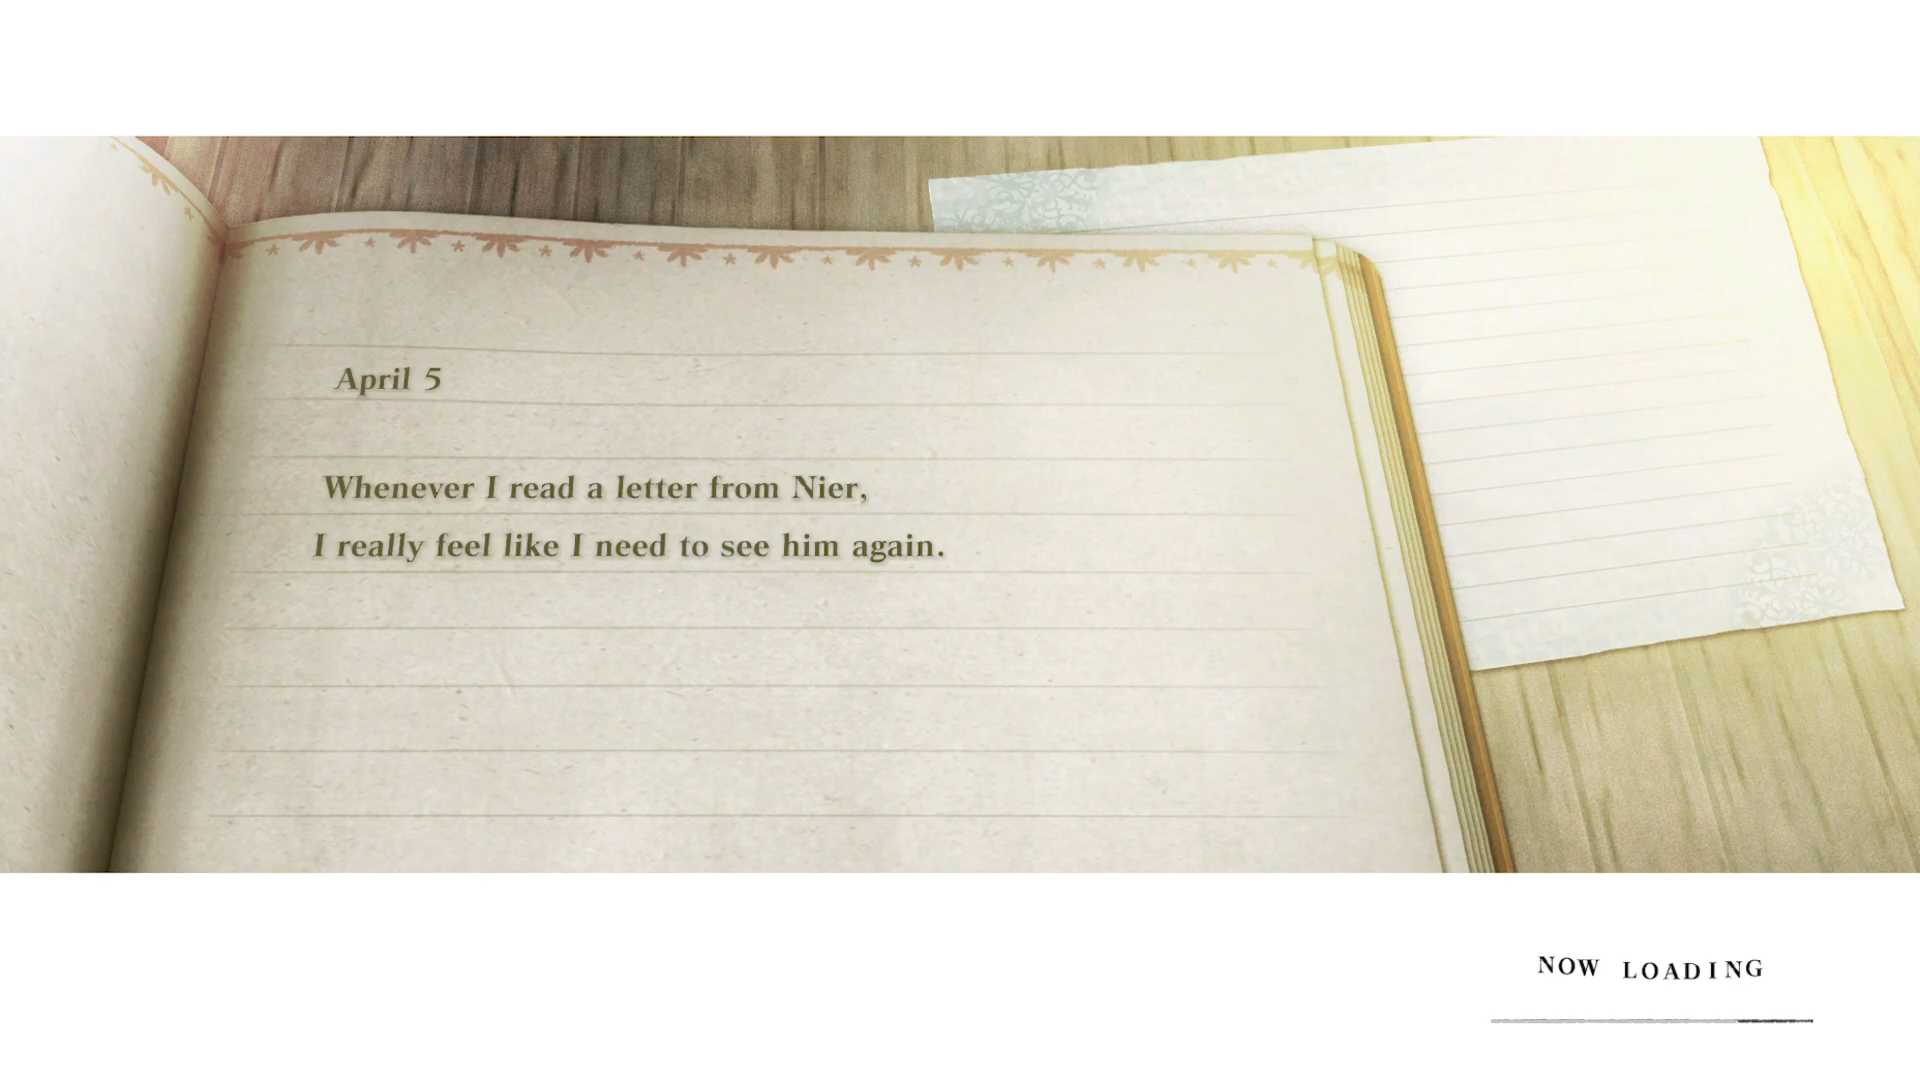 April 5
Whenever I read a letter from Nier,
I really feel like I need to see him again.
NOW LOADING